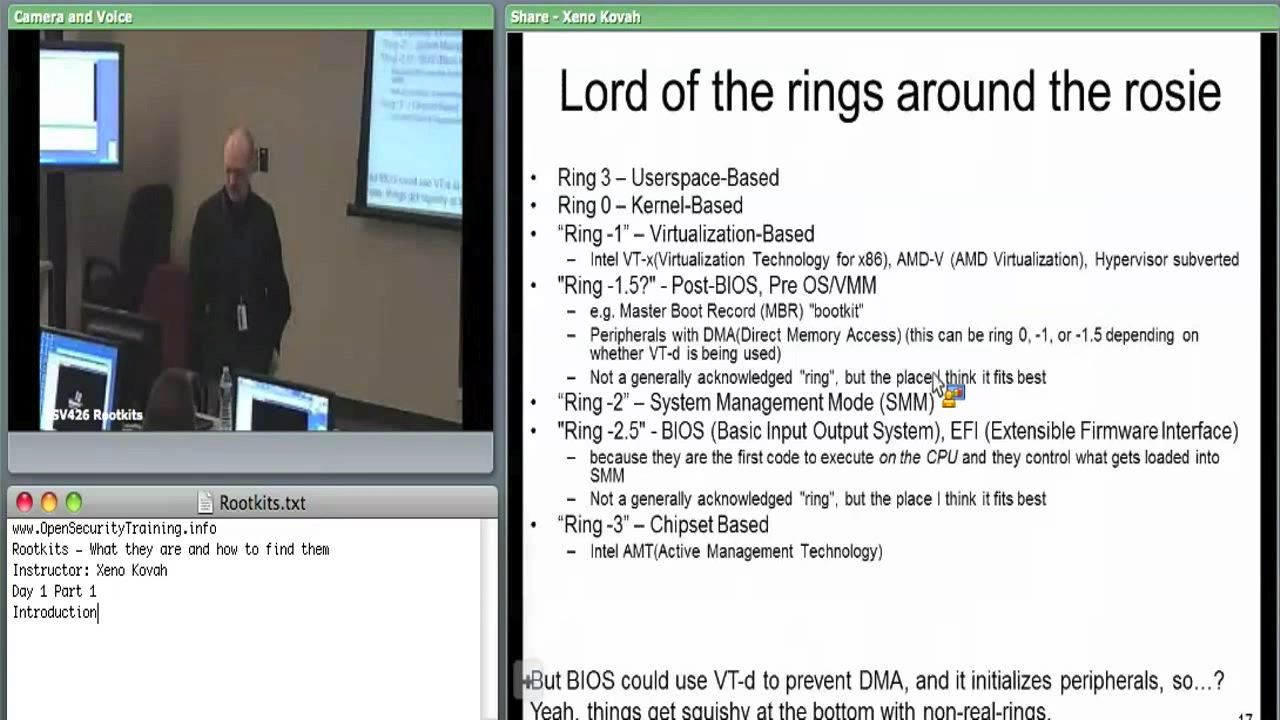 Camera and Voice
SV426 Rootkits
Rootkits.txt
www.OpenSecurityTraining.info
Rootkits - What they are and how to find them
Instructor: Xeno Kovah
Day 1 Part 1
Introduction
Share - Xeno Kovah
Lord of the rings around the rosie
• Ring 3 – Userspace-Based
• Ring 0 – Kernel-Based
• “Ring -1” – Virtualization-Based
– Intel VT-x(Virtualization Technology for x86), AMD-V (AMD Virtualization), Hypervisor subverted
• "Ring -1.5?" - Post-BIOS, Pre OS/VMM
– e.g. Master Boot Record (MBR) "bootkit"
– Peripherals with DMA(Direct Memory Access) (this can be ring 0, -1, or -1.5 depending on
whether VT-d is being used)
– Not a generally acknowledged "ring", but the place I think it fits best
• “Ring -2” – System Management Mode (SMM)
• "Ring -2.5" - BIOS (Basic Input Output System), EFI (Extensible Firmware Interface)
– because they are the first code to execute on the CPU and they control what gets loaded into
SMM
– Not a generally acknowledged "ring", but the place I think it fits best
• “Ring -3” – Chipset Based
– Intel AMT(Active Management Technology)
But BIOS could use VT-d to prevent DMA, and it initializes peripherals, so…?
Yeah, things get squishy at the bottom with non-real-rings.
17